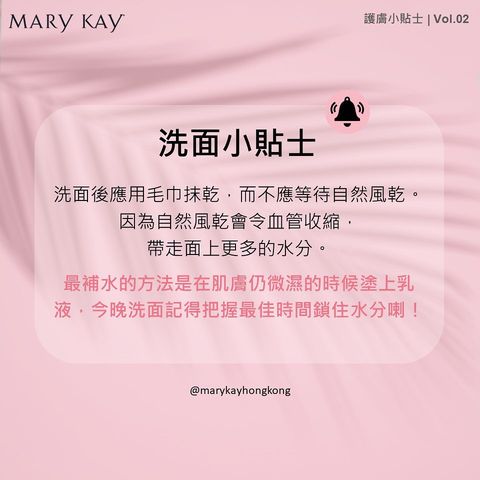 MARY KAY
護膚小貼士 | Vol.02
洗面小貼士
洗面後應用毛巾抹乾，而不應等待自然風乾。
因為自然風乾會令血管收縮，
帶走面上更多的水分。
最補水的方法是在肌膚仍微濕的時候塗上乳
液，今晚洗面記得把握最佳時間鎖住水分喇！
@marykayhongkong